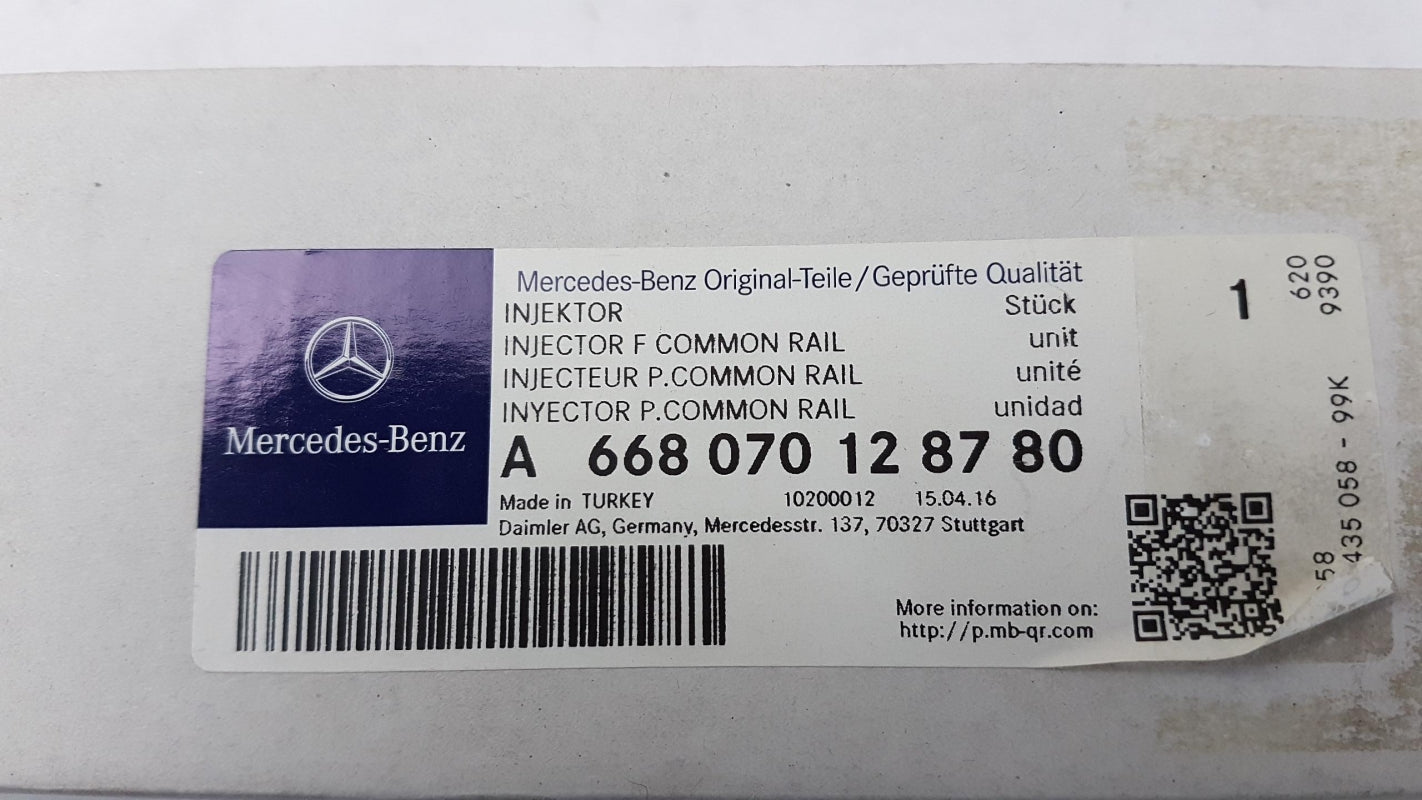 Mercedes-Benz
Mercedes-Benz Original-Teile/Geprüfte Qualität
INJEKTOR Stück
INJECTOR F COMMON RAIL unit
INJECTEUR P.COMMON RAIL unité
INYECTOR P.COMMON RAIL unidad
A 668 070 12 87 80
Made in TURKEY 10200012 15.04.16
Daimler AG, Germany, Mercedesstr. 137, 70327 Stuttgart
More information on:
http://p.mb-qr.com
1
620
9390
58
435 058 - 99K